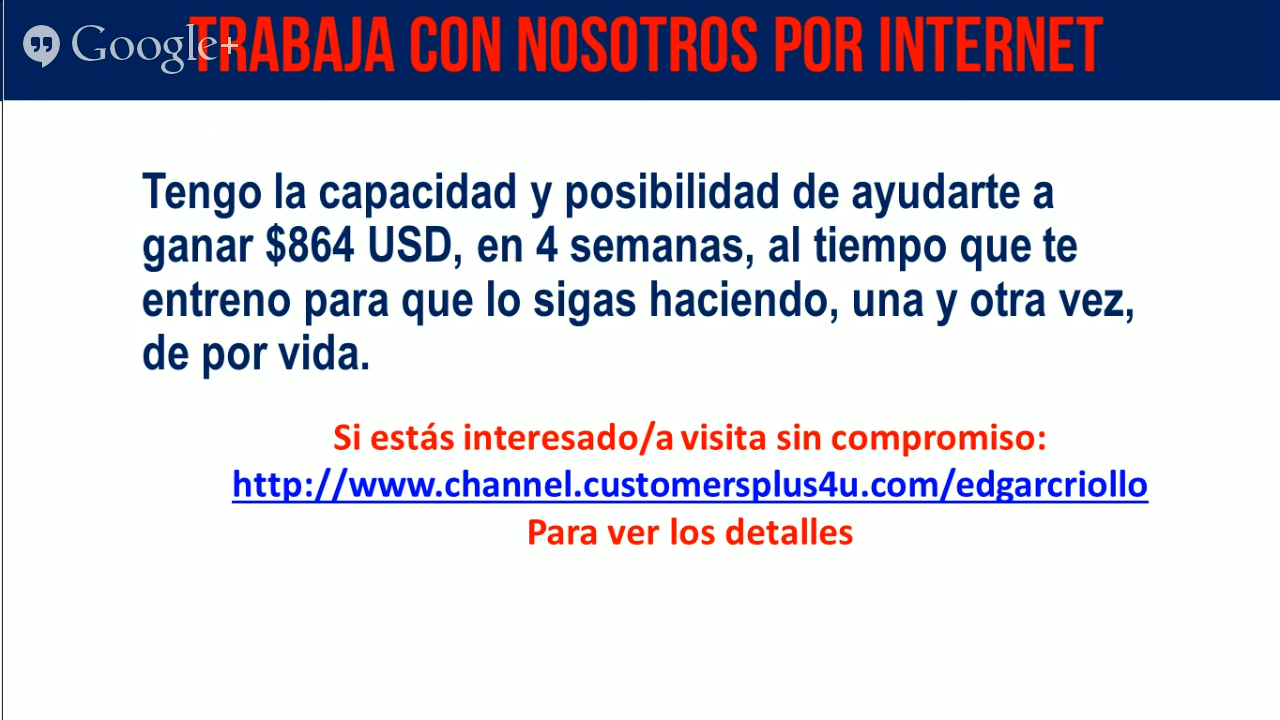 Google+
TRABAJA CON NOSOTROS POR INTERNET
Tengo la capacidad y posibilidad de ayudarte a
ganar $864 USD, en 4 semanas, al tiempo que te
entreno para que lo sigas haciendo, una y otra vez,
de por vida.
Si estás interesado/a visita sin compromiso:
http://www.channel.customersplus4u.com/edgarcriollo
Para ver los detalles